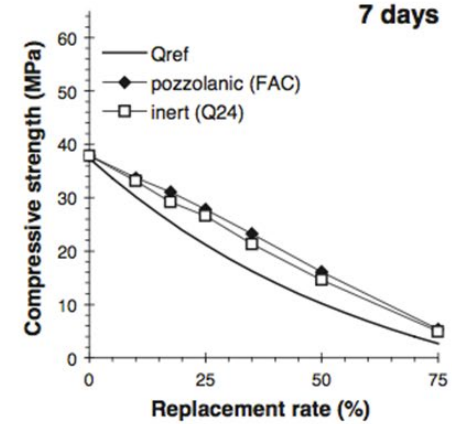 7 days
Compressive strength (MPa)
60
50
40
30
20
10
0
Qref
pozzolanic (FAC)
inert (Q24)
0 25 50 75
Replacement rate (%)